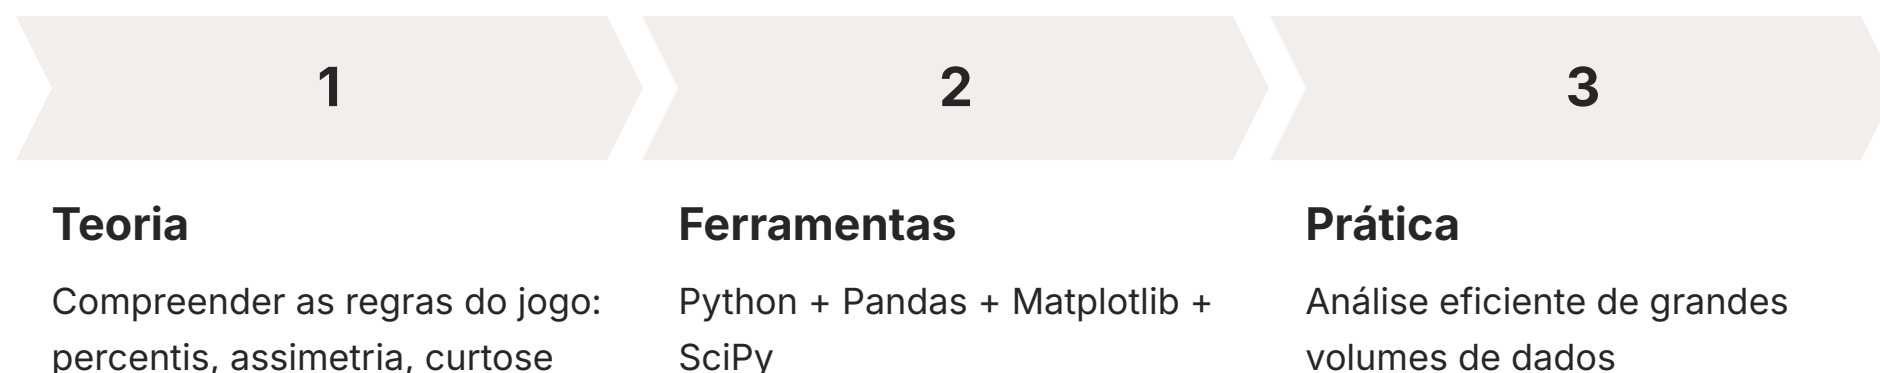 1
2
3
Teoria
Compreender as regras do jogo:
percentis, assimetria, curtose
Ferramentas
Python + Pandas + Matplotlib +
SciPy
Prática
Análise eficiente de grandes
volumes de dados